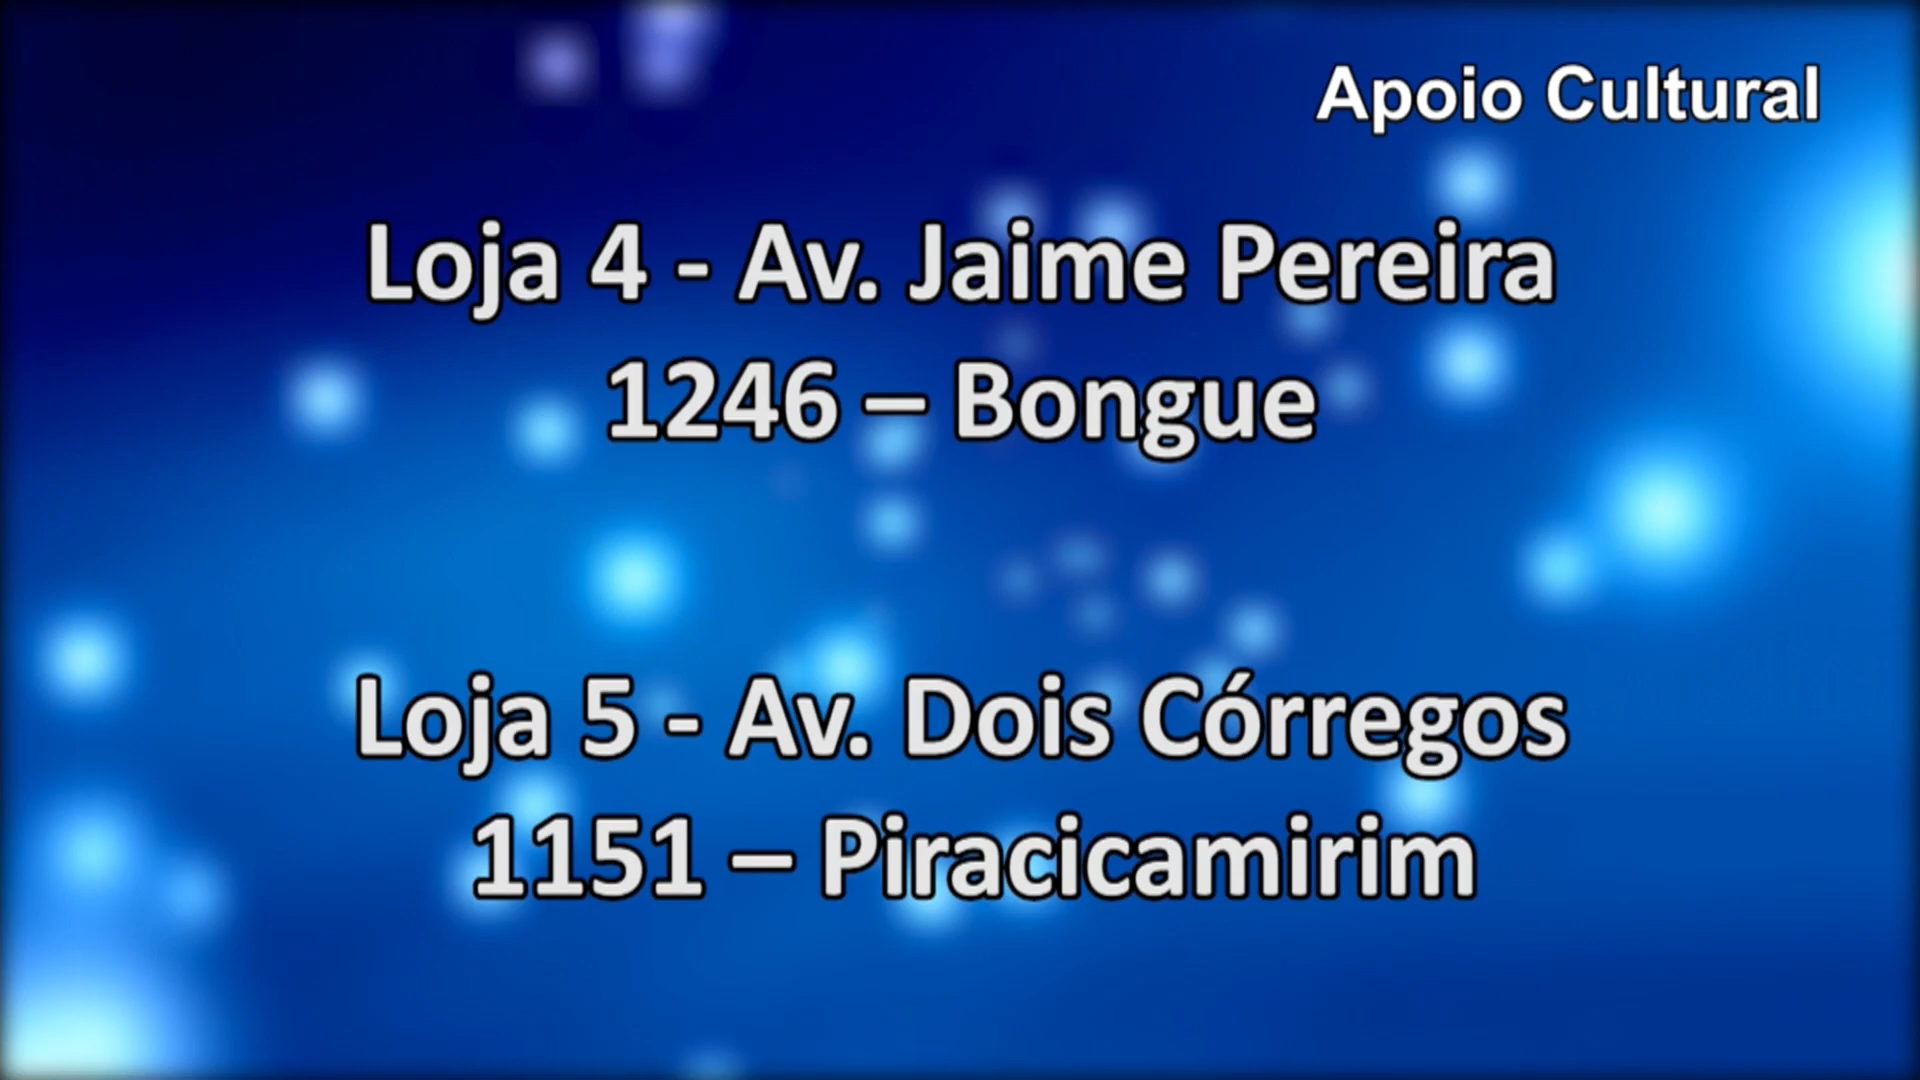 Apoio Cultural
Loja 4 - Av. Jaime Pereira
1246 – Bongue
Loja 5 - Av. Dois Córregos
1151 – Piracicamirim